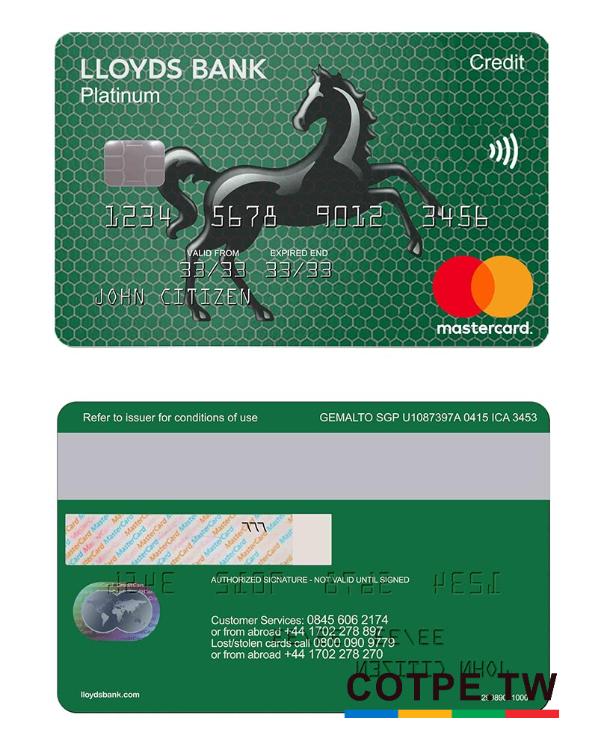 LLOYDS BANK
Platinum
Credit
1234 5678 9012 3456
VALID FROM EXPIRED END
33/33 33/33
JOHN CITIZEN
mastercard.
Refer to issuer for conditions of use
GEMALTO SGP U1087397A 0415 ICA 3453
777
AUTHORIZED SIGNATURE - NOT VALID UNTIL SIGNED
Customer Services: 0845 606 2174
or from abroad +44 1702 278 897
Lost/stolen cards call 0800 090 9779
or from abroad +44 1702 278 270
lloydsbank.com
COTPE.TW